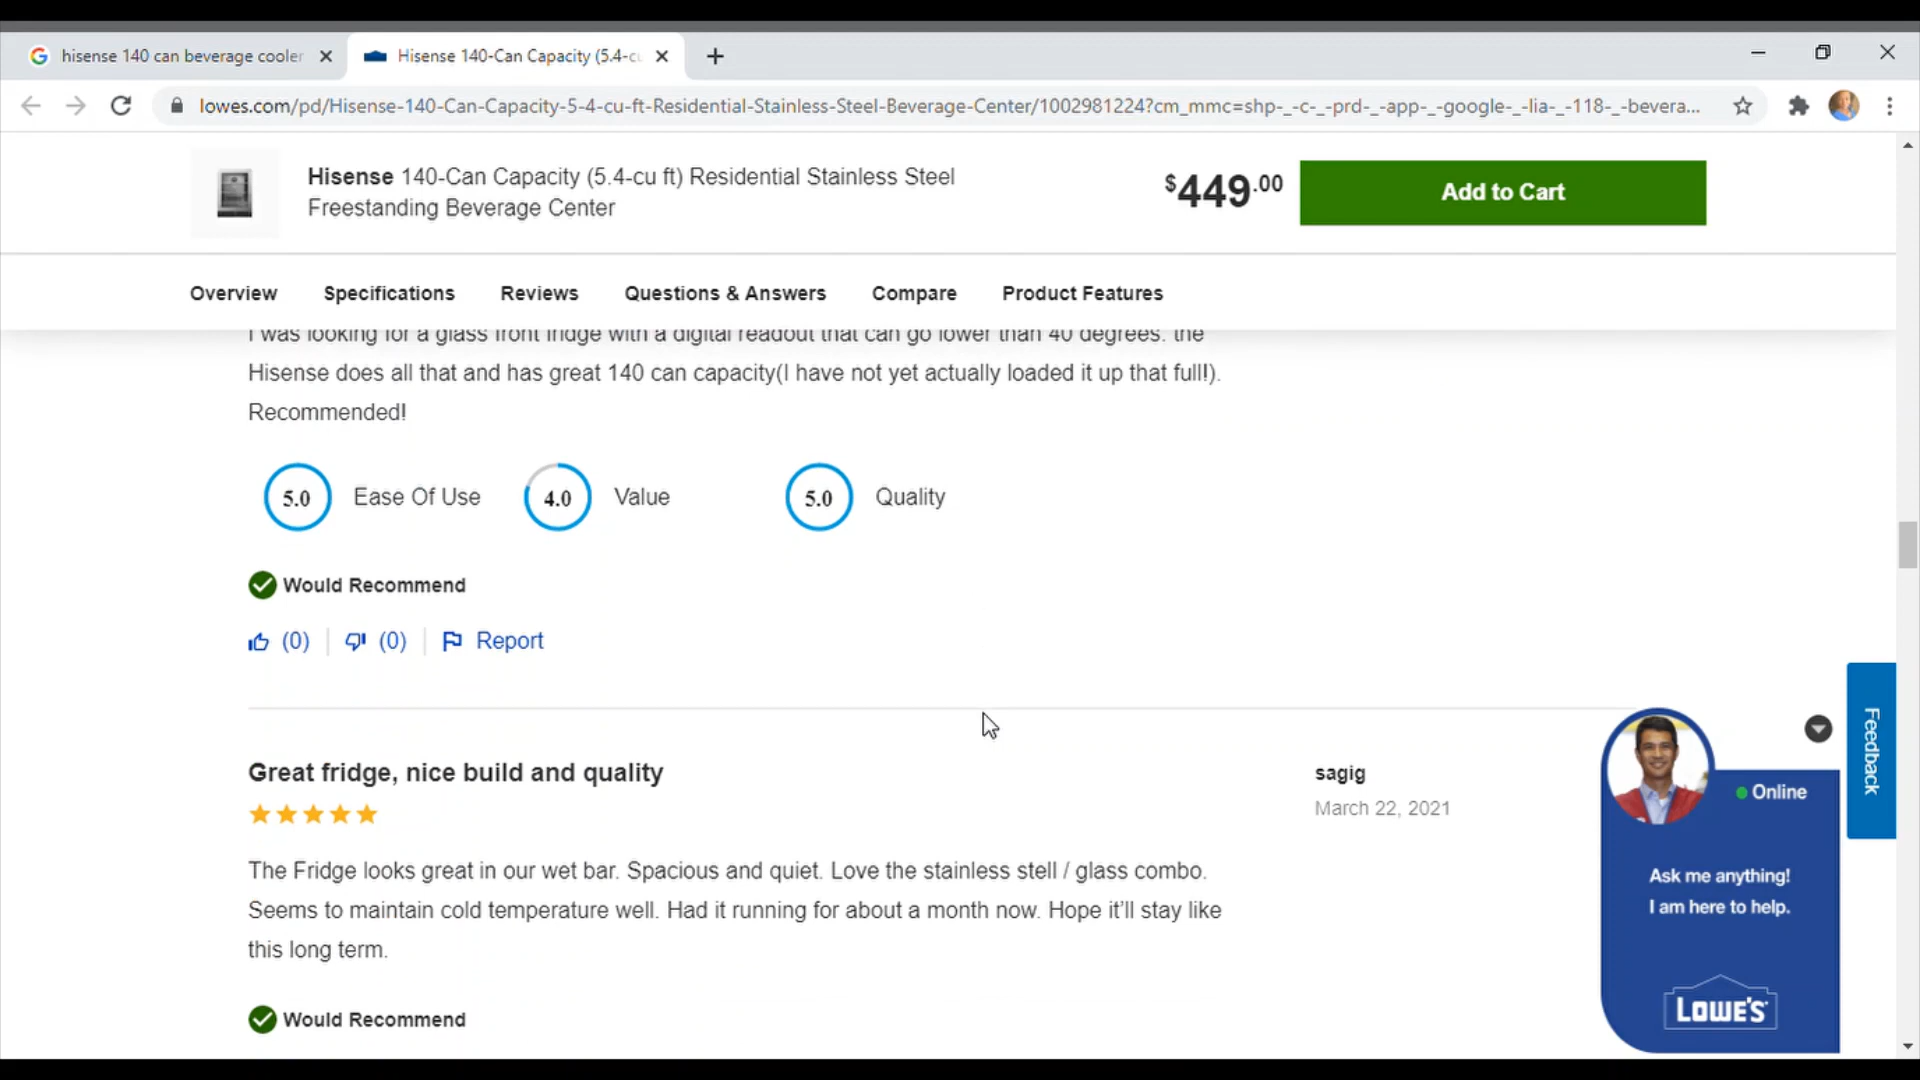 hisense 140 can beverage cooler
Hisense 140-Can Capacity (5.4-cu
lowes.com/pd/Hisense-140-Can-Capacity-5-4-cu-ft-Residential-Stainless-Steel-Beverage-Center/1002981224?cm_mmc=shp-_-c-_-prd-_-app-_-google-_-lia-_-118-_-bevera...
Hisense 140-Can Capacity (5.4-cu ft) Residential Stainless Steel
Freestanding Beverage Center
$449.00
Add to Cart
Overview Specifications Reviews Questions & Answers Compare Product Features
I was looking for a glass front fridge with a digital readout that can go lower than 40 degrees. the
Hisense does all that and has great 140 can capacity(I have not yet actually loaded it up that full!).
Recommended!
5.0 Ease Of Use 4.0 Value 5.0 Quality
Would Recommend
(0) (0) Report
Feedback
Great fridge, nice build and quality
sagig
March 22, 2021
The Fridge looks great in our wet bar. Spacious and quiet. Love the stainless stell / glass combo.
Seems to maintain cold temperature well. Had it running for about a month now. Hope it'll stay like
this long term.
Would Recommend
Online
Ask me anything!
I am here to help.
LOWE'S